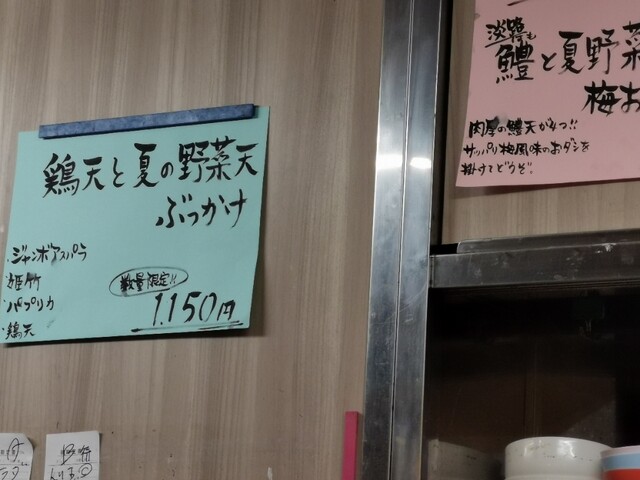 鶏天と夏の野菜天
ぶっかけ
・ジャンボアスパラ
・姫竹
・パプリカ
・鶏天
数量限定!!
1.150円
淡路も
鱧と夏野菜
梅お
肉厚の鱧天が4つ!!
サッパリ梅風味のおダシを
掛けてどうぞ!